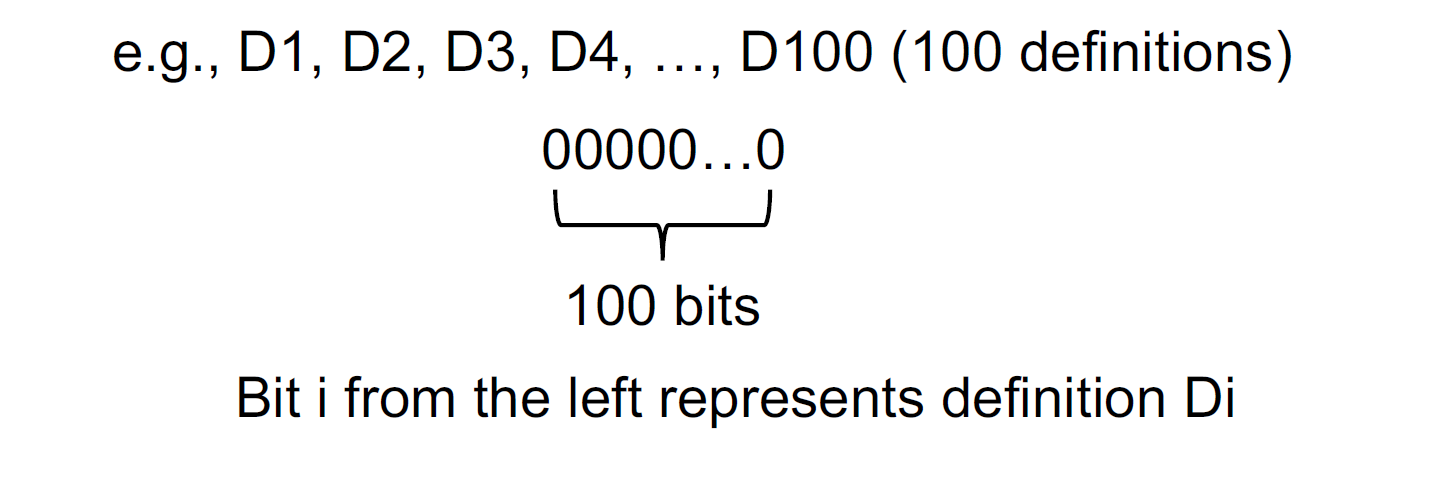 e.g., D1, D2, D3, D4, …, D100 (100 definitions)
00000…0
100 bits
Bit i from the left represents definition Di